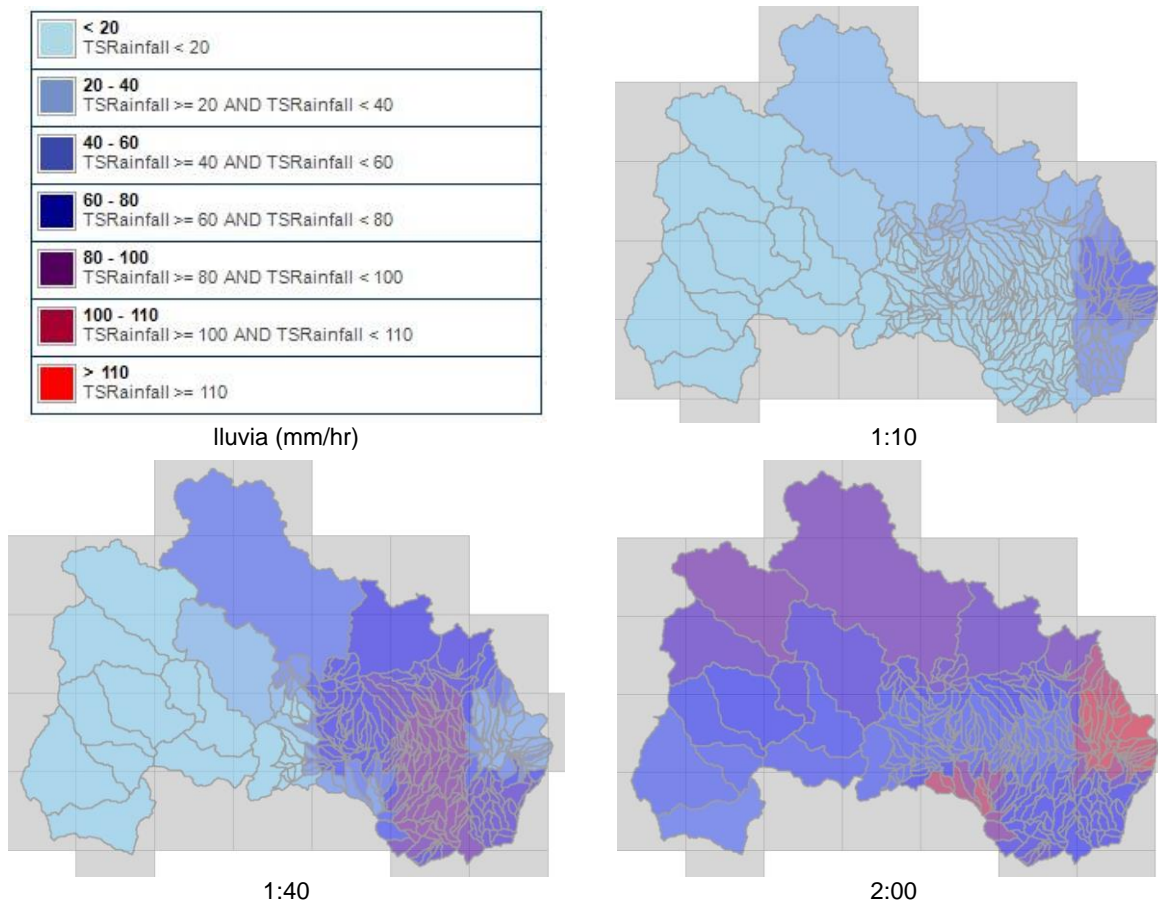 < 20
TSRainfall < 20
20 - 40
TSRainfall >= 20 AND TSRainfall < 40
40 - 60
TSRainfall >= 40 AND TSRainfall < 60
60 - 80
TSRainfall >= 60 AND TSRainfall < 80
80 - 100
TSRainfall >= 80 AND TSRainfall < 100
100 - 110
TSRainfall >= 100 AND TSRainfall < 110
> 110
TSRainfall >= 110
lluvia (mm/hr)
1:10
1:40
2:00